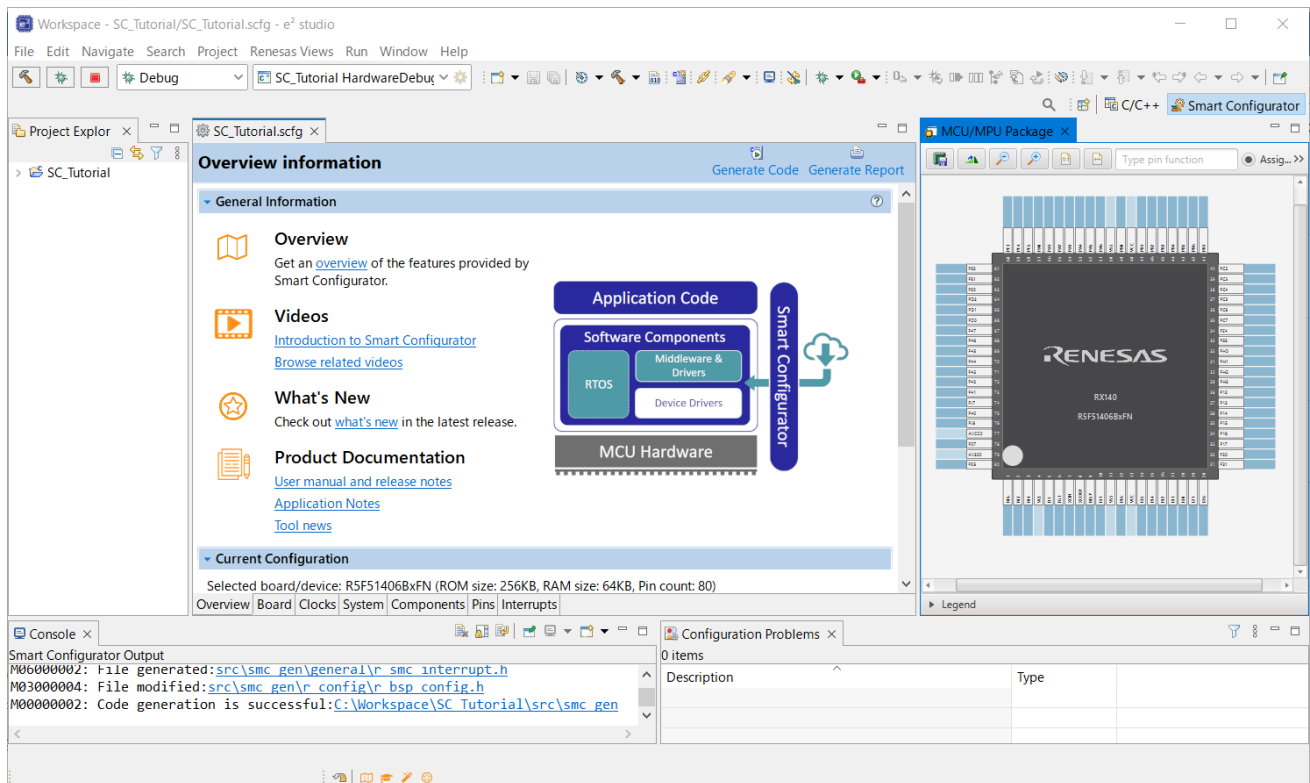 Workspace - SC_Tutorial/SC_Tutorial.scfg - e² studio
File Edit Navigate Search Project Renesas Views Run Window Help
Debug
SC_Tutorial HardwareDebug
C/C++
Smart Configurator
Project Explor
SC_Tutorial
SC_Tutorial.scfg
Overview information
Generate Code
Generate Report
General Information
Overview
Get an overview of the features provided by
Smart Configurator.
Videos
Introduction to Smart Configurator
Browse related videos
What's New
Check out what's new in the latest release.
Product Documentation
User manual and release notes
Application Notes
Tool news
Application Code
Software Components
RTOS
Middleware &
Drivers
Device Drivers
MCU Hardware
Smart Configurator
Current Configuration
Selected board/device: R5F51406BxFN (ROM size: 256KB, RAM size: 64KB, Pin count: 80)
Overview Board Clocks System Components Pins Interrupts
MCU/MPU Package
Type pin function
Assig...
RENESAS
RX140
R5F51406BxFN
Legend
Console
Smart Configurator Output
M06000002: File generated:src\smc_gen\general\r_smc_interrupt.h
M03000004: File modified:src\smc_gen\r_config\r_bsp_config.h
M00000002: Code generation is successful:C:\Workspace\SC_Tutorial\src\smc_gen
Configuration Problems
0 items
Description
Type